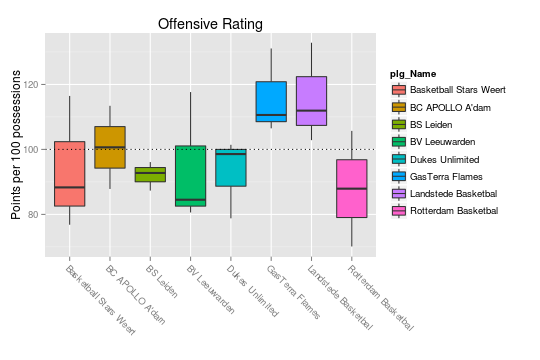 Offensive Rating
Points per 100 possessions
120
100
80
Basketball Stars Weert
BC APOLLO A'dam
BS Leiden
BV Leeuwarden
Dukes Unlimited
GasTerra Flames
Landstede Basketbal
Rotterdam Basketbal
plg_Name
Basketball Stars Weert
BC APOLLO A'dam
BS Leiden
BV Leeuwarden
Dukes Unlimited
GasTerra Flames
Landstede Basketbal
Rotterdam Basketbal